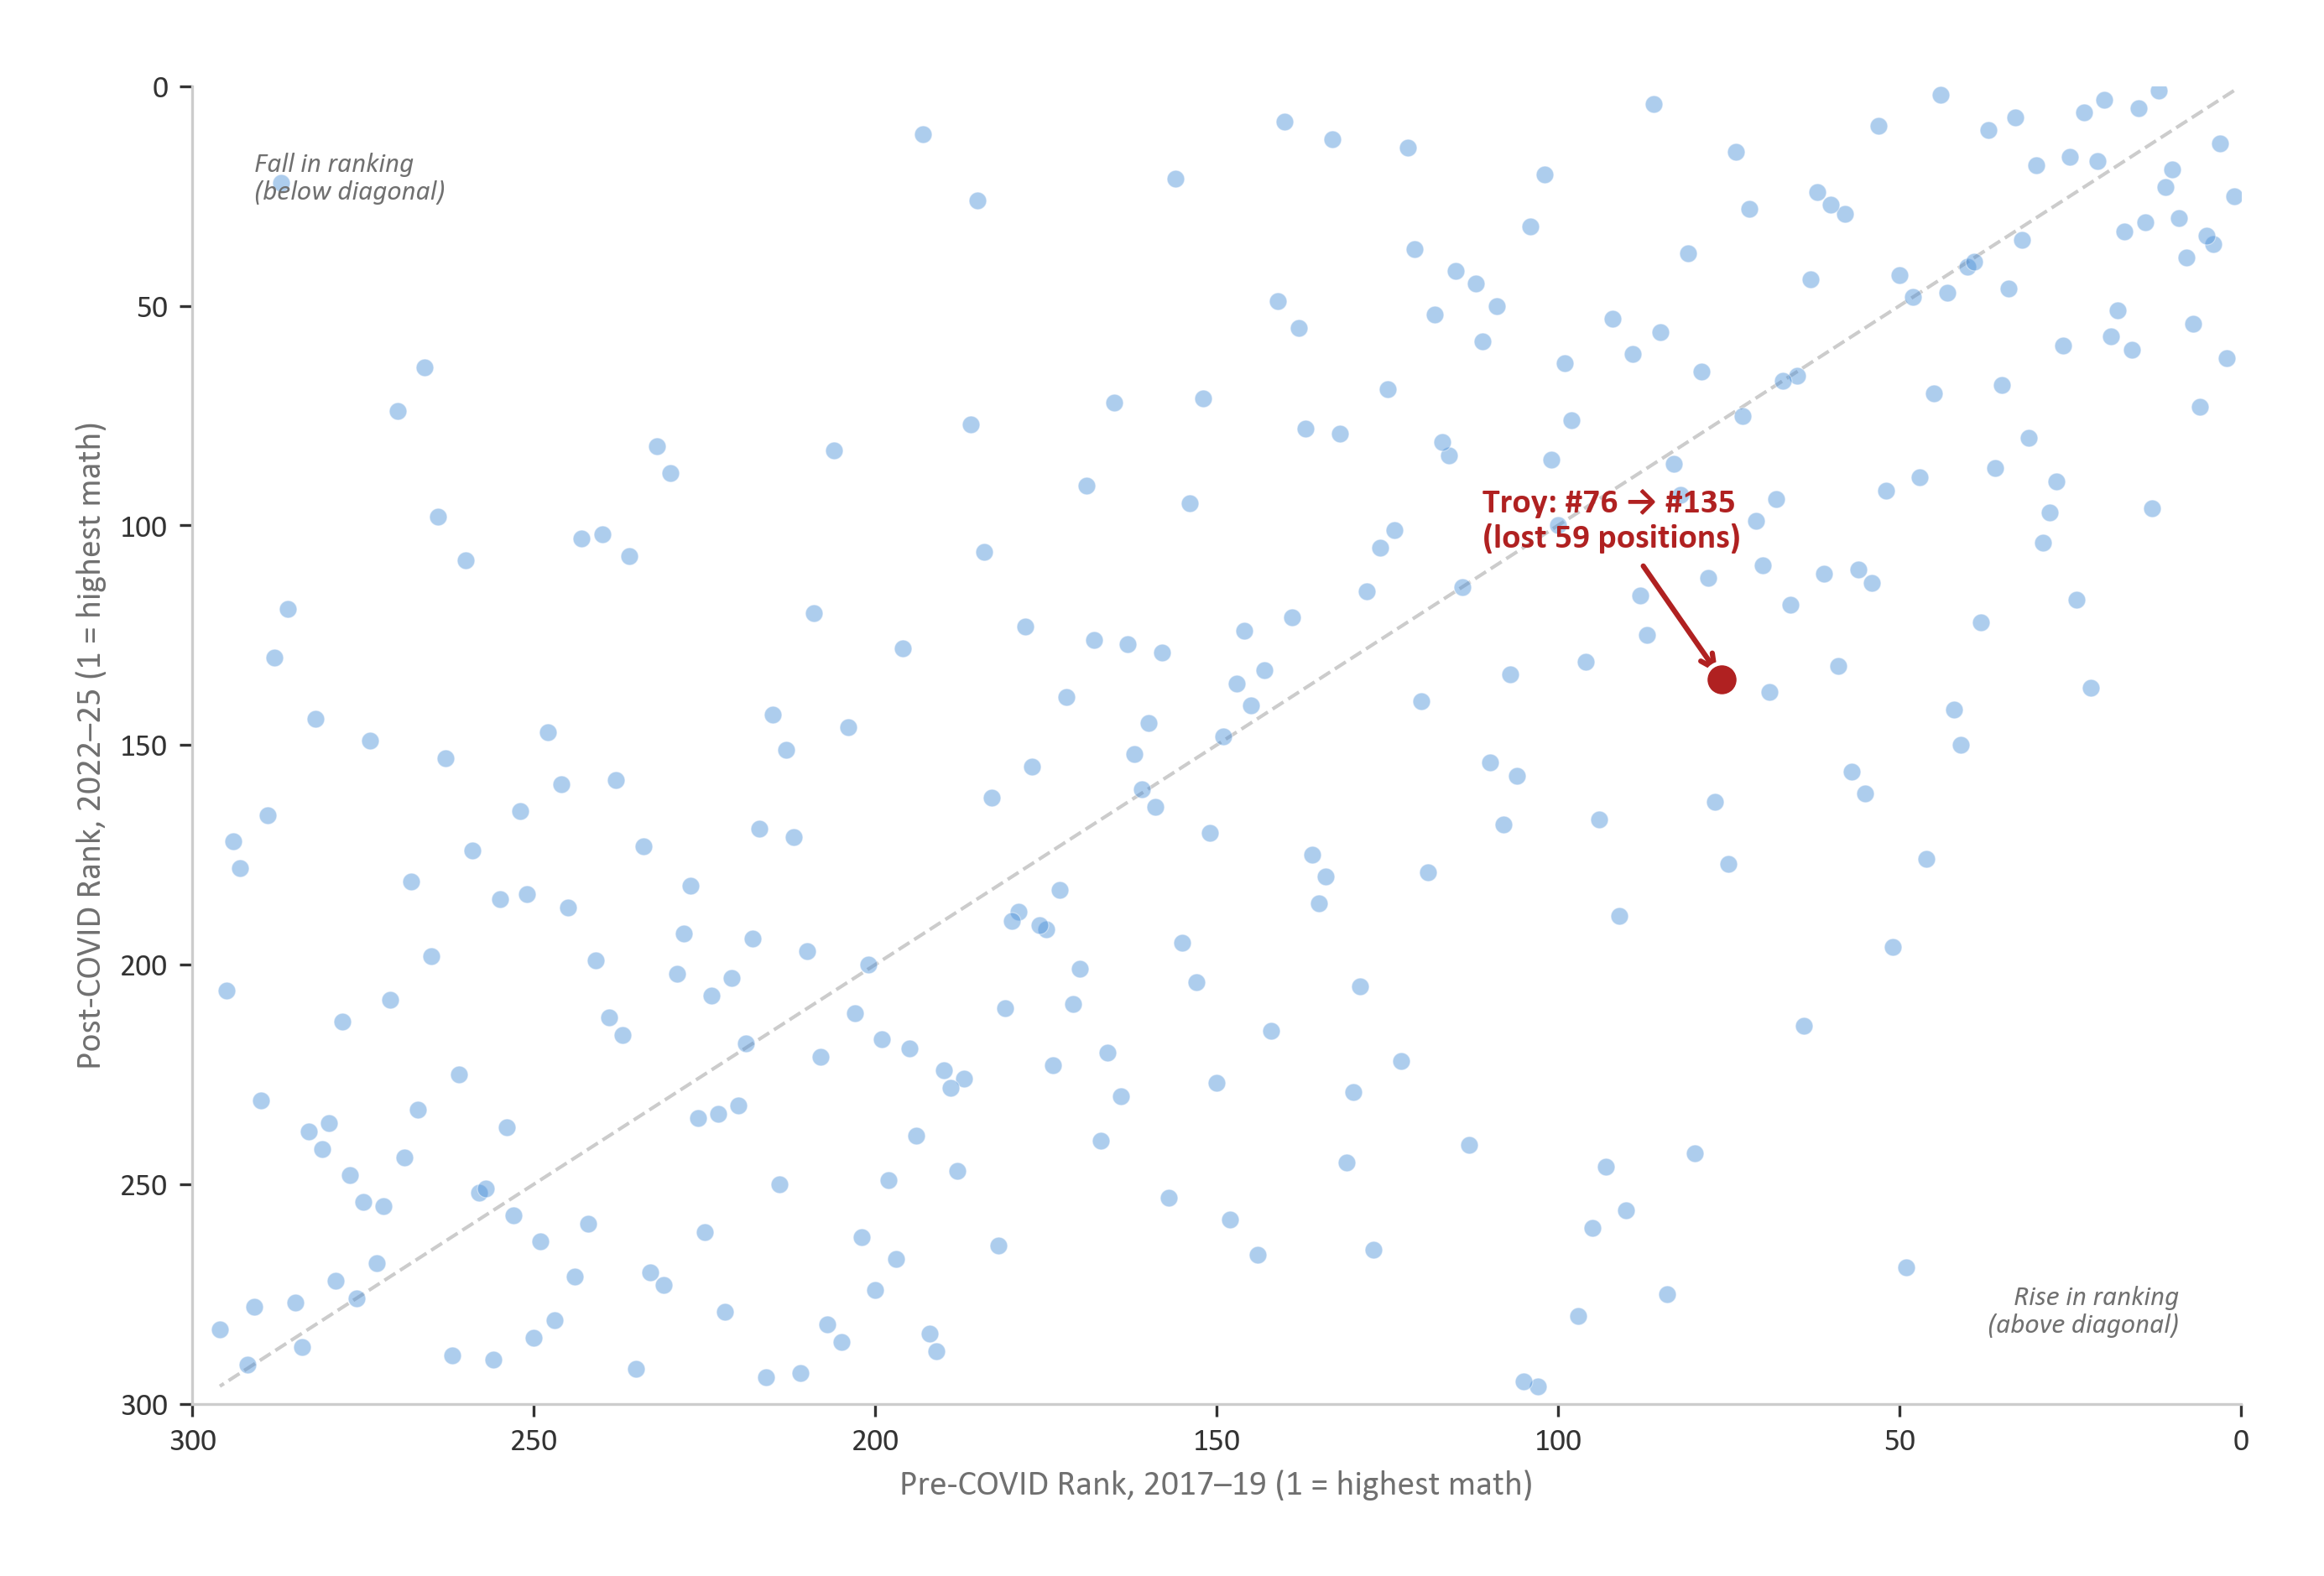 Fall in ranking
(below diagonal)
Troy: #76 → #135
(lost 59 positions)
Rise in ranking
(above diagonal)
Post-COVID Rank, 2022–25 (1 = highest math)
0
50
100
150
200
250
300
300
250
200
150
100
50
0
Pre-COVID Rank, 2017–19 (1 = highest math)